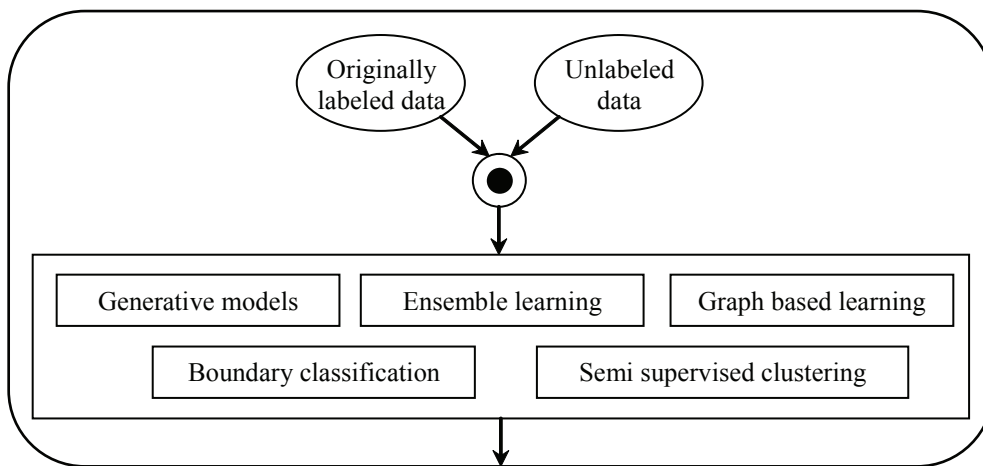 Originally
labeled data
Unlabeled
data
Generative models
Ensemble learning
Graph based learning
Boundary classification
Semi supervised clustering